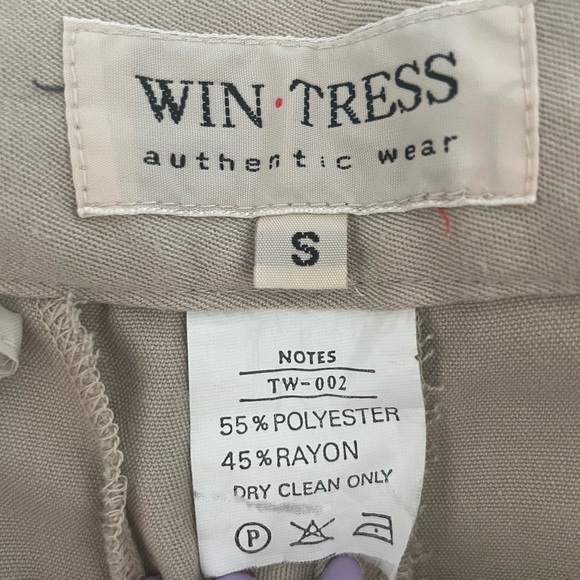 WIN·TRESS
authentic wear
S
NOTES
TW-002
55% POLYESTER
45% RAYON
DRY CLEAN ONLY
P